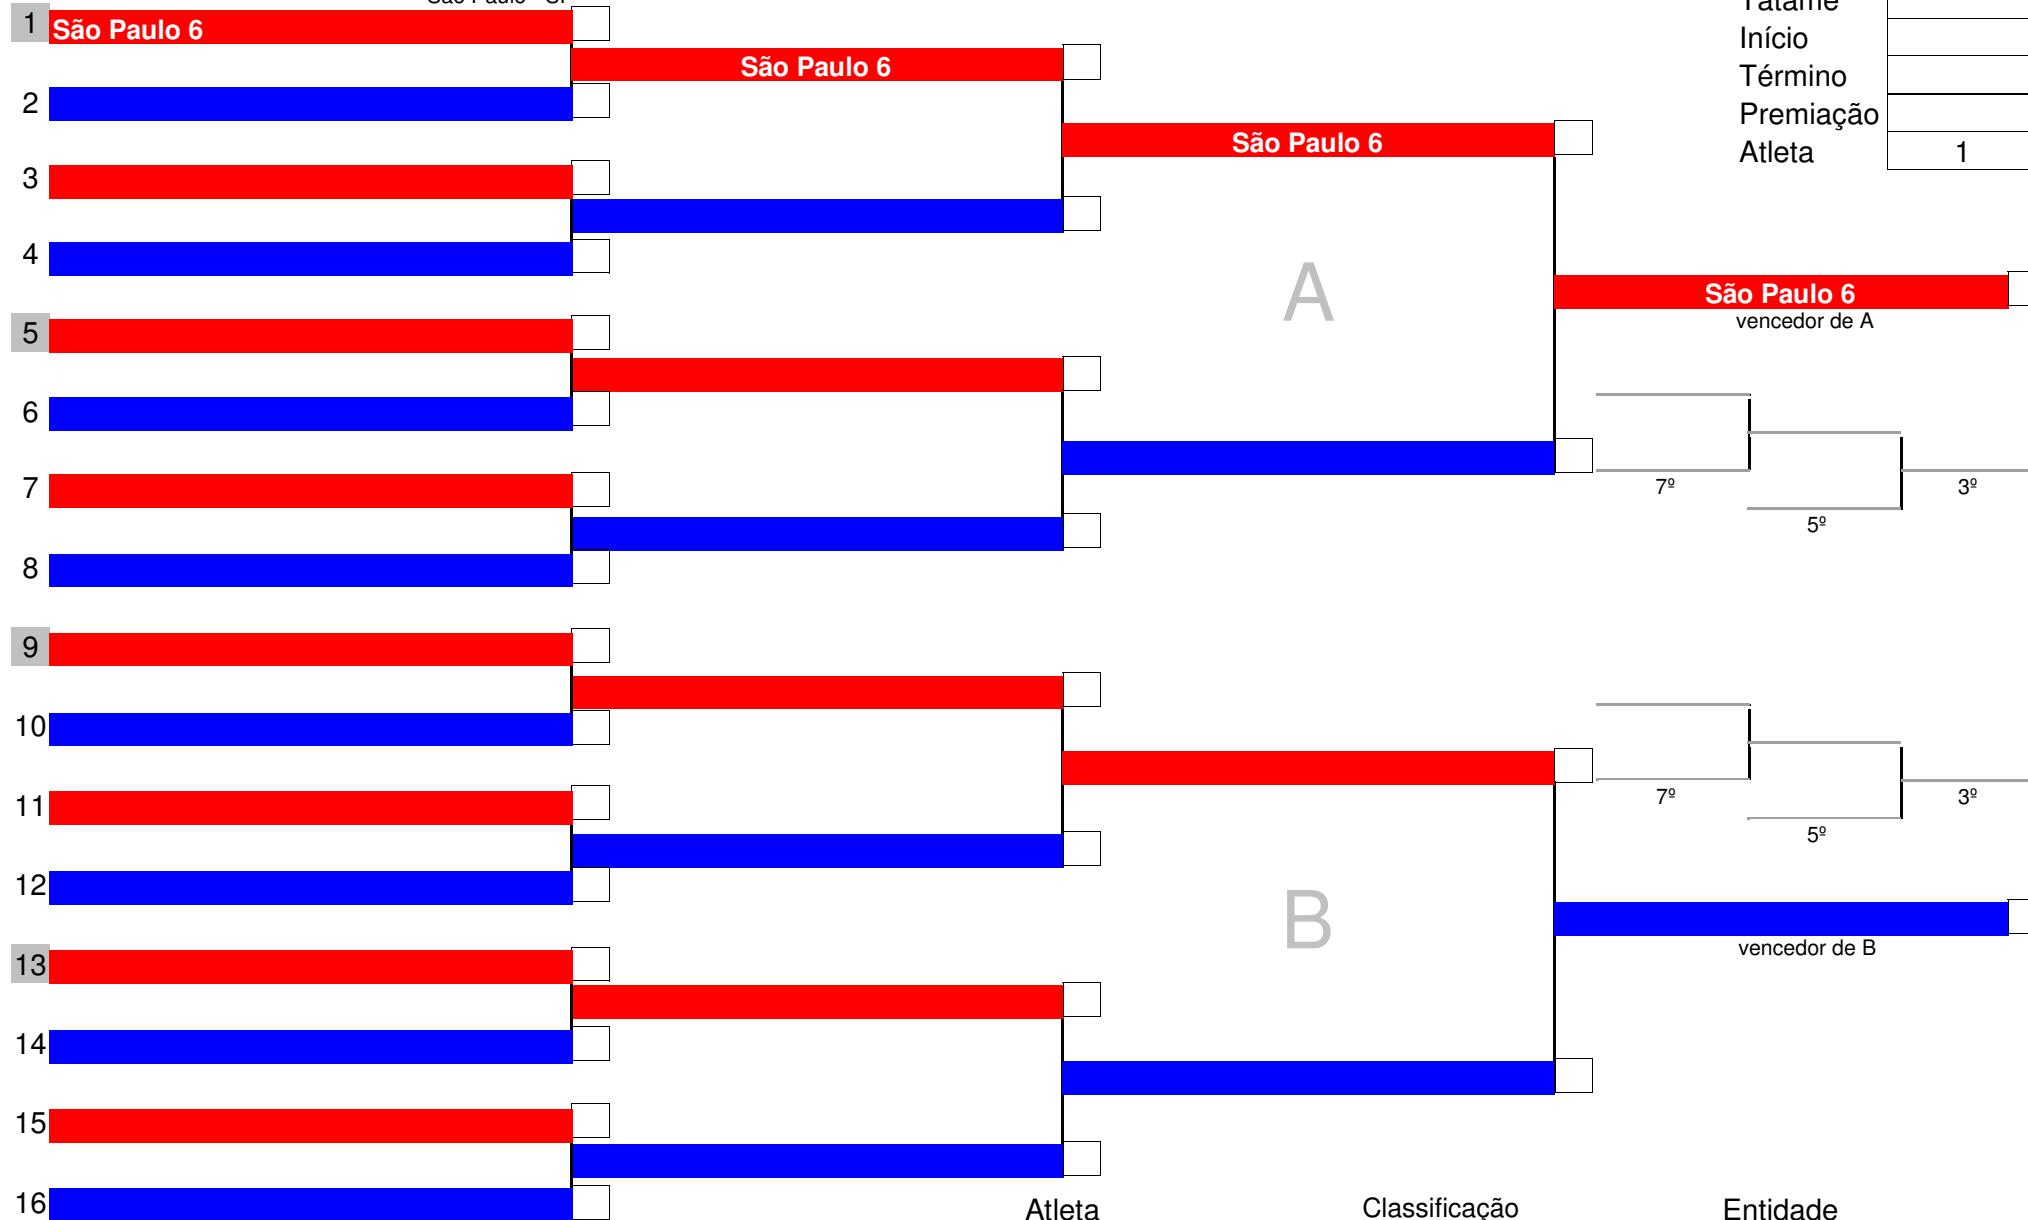 1
São Paulo 6
São Paulo 6
Início
2
Término
Premiação
São Paulo 6
Atleta 1
3
4
A
São Paulo 6
vencedor de A
5
6
7
7º
3º
5º
8
9
10
11
7º
3º
5º
12
B
13
vencedor de B
14
15
16
Atleta
Classificação
Entidade